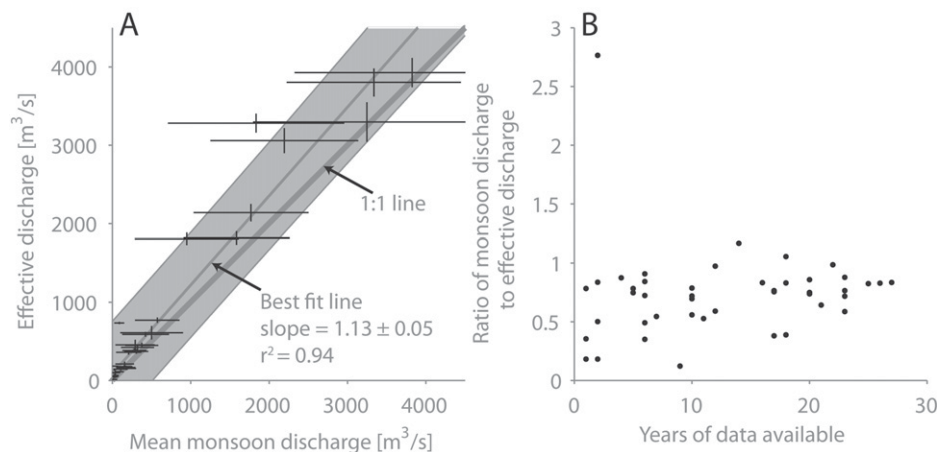 A
Effective discharge [m³/s]
4000
3000
2000
1000
0
0
1000
2000
3000
4000
Mean monsoon discharge [m³/s]
1:1 line
Best fit line
slope = 1.13 ± 0.05
r² = 0.94
B
Ratio of monsoon discharge
to effective discharge
3
2.5
2
1.5
1
0.5
0
0
10
20
30
Years of data available